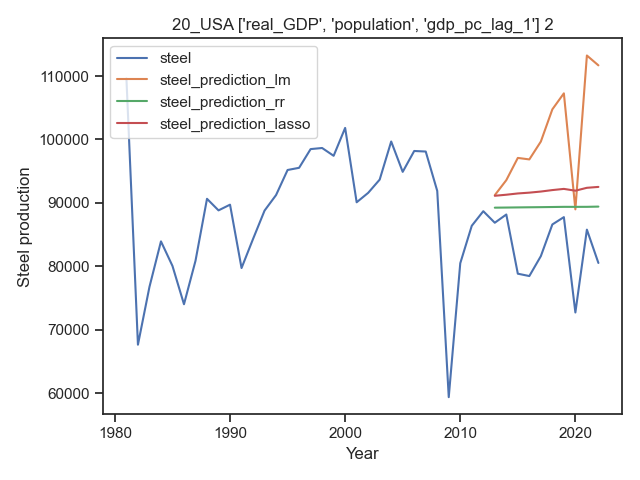 20_USA ['real_GDP', 'population', 'gdp_pc_lag_1'] 2
steel
steel_prediction_lm
steel_prediction_rr
steel_prediction_lasso
Steel production
110000
100000
90000
80000
70000
60000
1980
1990
2000
2010
2020
Year